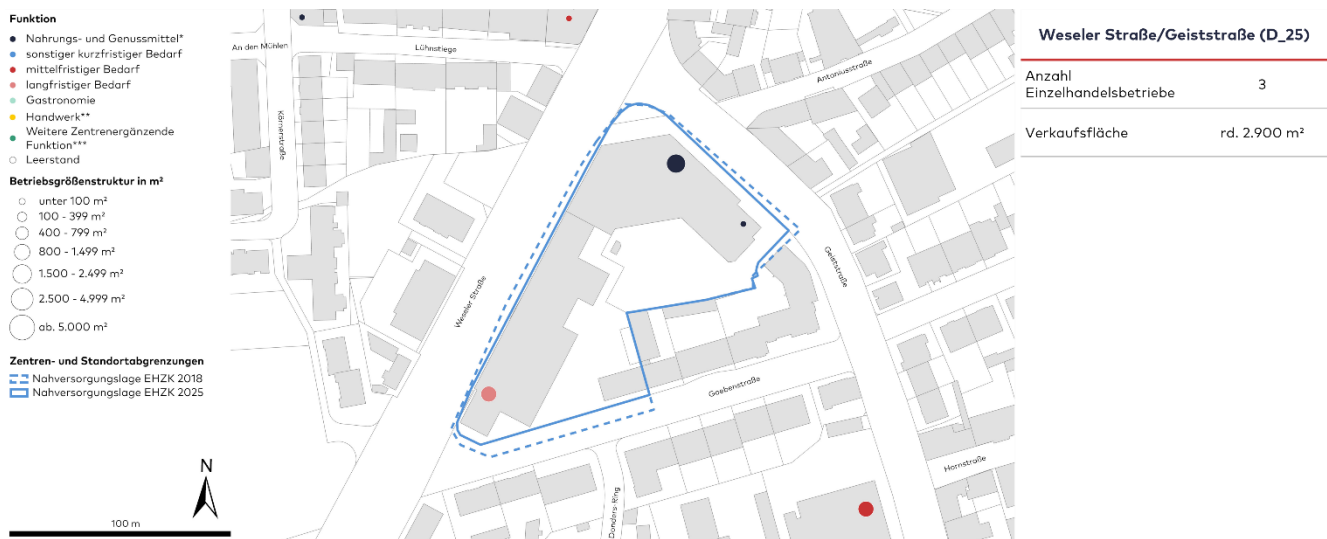 Funktion
Nahrungs- und Genussmittel*
sonstiger kurzfristiger Bedarf
mittelfristiger Bedarf
langfristiger Bedarf
Gastronomie
Handwerk**
Weitere Zentrenergänzende
Funktion***
Leerstand
Betriebsgrößenstruktur in m²
unter 100 m²
100 - 399 m²
400 - 799 m²
800 - 1.499 m²
1.500 - 2.499 m²
2.500 - 4.999 m²
ab. 5.000 m²
Zentren- und Standortabgrenzungen
Nahversorgungslage EHZK 2018
Nahversorgungslage EHZK 2025
N
100 m
An den Mühlen
Lühnstiege
Körnerstraße
Antoniusstraße
Weseler Straße
Geiststraße
Goebenstraße
Donders-Ring
Hornstraße
Weseler Straße/Geiststraße (D_25)
Anzahl
Einzelhandelsbetriebe
3
Verkaufsfläche
rd. 2.900 m²